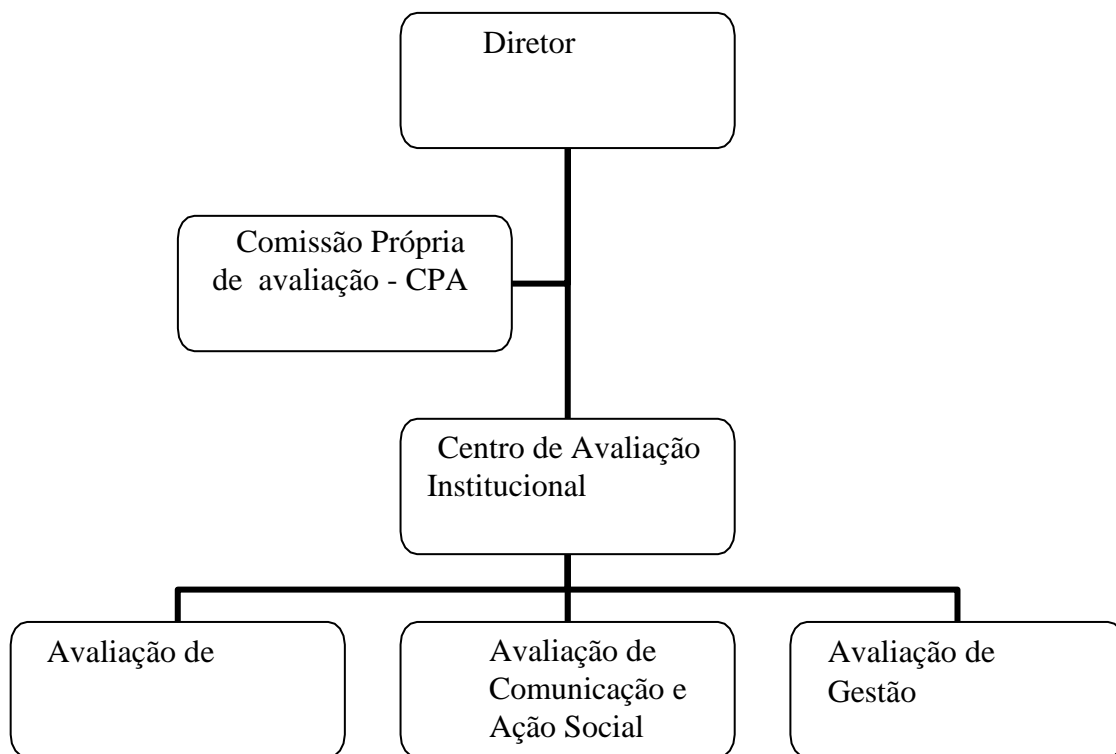 Diretor
Comissão Própria
de avaliação - CPA
Centro de Avaliação
Institucional
Avaliação de
Avaliação de
Comunicação e
Ação Social
Avaliação de
Gestão